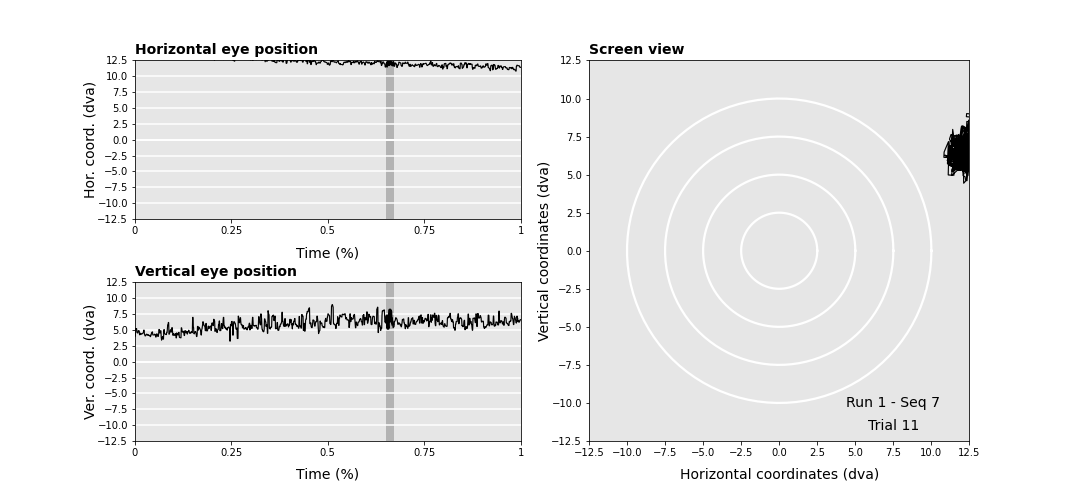 Horizontal eye position
Hor. coord. (dva)
12.5
10.0
7.5
5.0
2.5
0.0
−2.5
−5.0
−7.5
−10.0
−12.5
0 0.25 0.5 0.75 1
Time (%)
Vertical eye position
Ver. coord. (dva)
12.5
10.0
7.5
5.0
2.5
0.0
−2.5
−5.0
−7.5
−10.0
−12.5
0 0.25 0.5 0.75 1
Time (%)
Screen view
Vertical coordinates (dva)
12.5
10.0
7.5
5.0
2.5
0.0
−2.5
−5.0
−7.5
−10.0
−12.5
Run 1 - Seq 7
Trial 11
−12.5 −10.0 −7.5 −5.0 −2.5 0.0 2.5 5.0 7.5 10.0 12.5
Horizontal coordinates (dva)